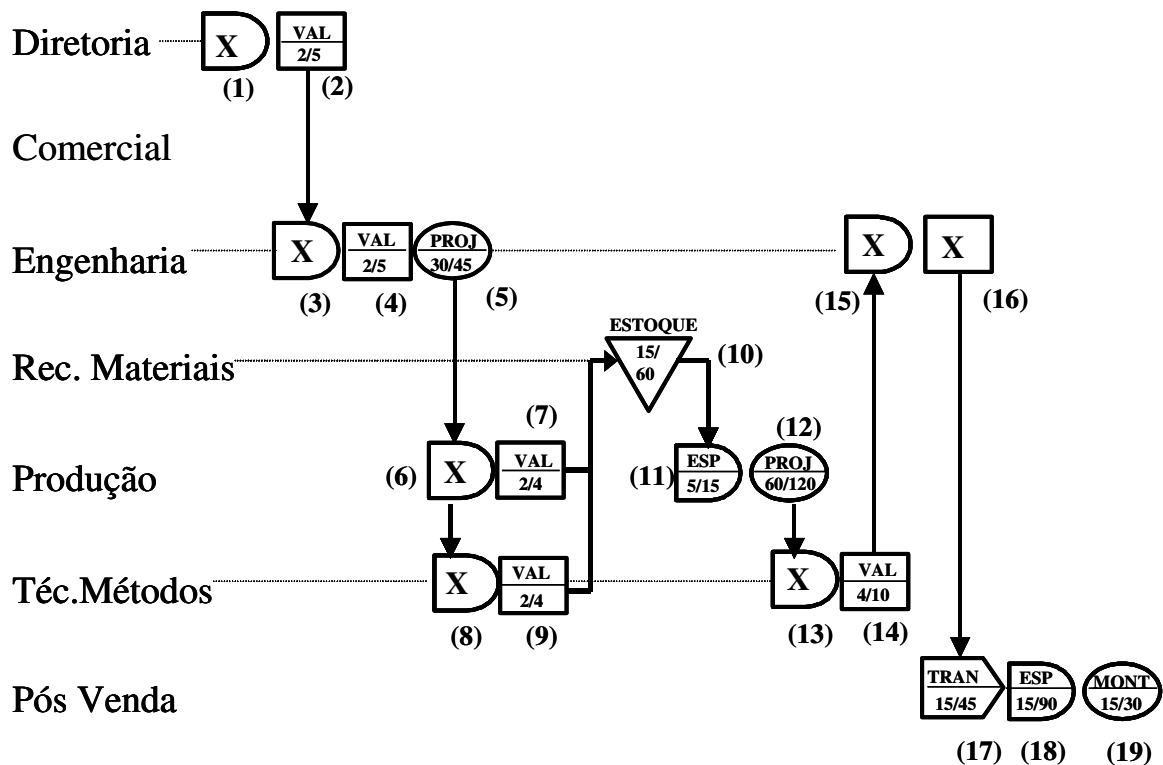 Diretoria
X
VAL
2/5
(1)
(2)
Comercial
Engenharia
X
VAL
2/5
PROJ
30/45
X
X
(3)
(4)
(5)
(15)
(16)
Rec. Materiais
ESTOQUE
15/
60
(10)
(7)
(12)
Produção
(6)
X
VAL
2/4
(11)
ESP
5/15
PROJ
60/120
Téc.Métodos
X
VAL
2/4
X
VAL
4/10
(8)
(9)
(13)
(14)
Pós Venda
TRAN
15/45
ESP
15/90
MONT
15/30
(17)
(18)
(19)